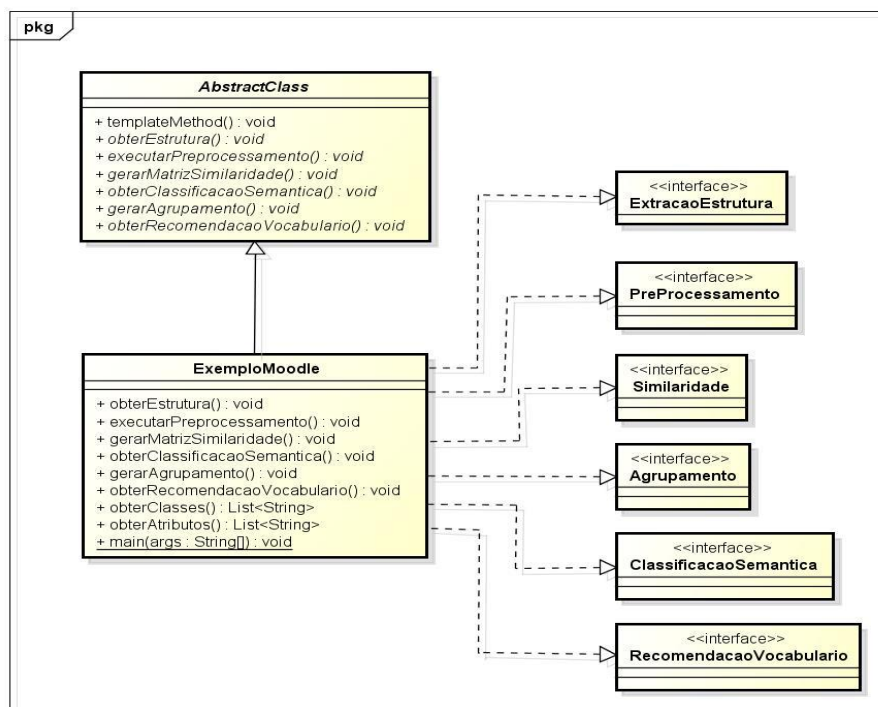 pkg
AbstractClass
+ templateMethod() : void
+ obterEstrutura() : void
+ executarPreprocessamento() : void
+ gerarMatrizSimilaridade() : void
+ obterClassificacaoSemantica() : void
+ gerarAgrupamento() : void
+ obterRecomendacaoVocabulario() : void
ExemploMoodle
+ obterEstrutura() : void
+ executarPreprocessamento() : void
+ gerarMatrizSimilaridade() : void
+ obterClassificacaoSemantica() : void
+ gerarAgrupamento() : void
+ obterRecomendacaoVocabulario() : void
+ obterClasses() : List<String>
+ obterAtributos() : List<String>
+ main(args : String[]) : void
<<interface>>
ExtracaoEstrutura
<<interface>>
PreProcessamento
<<interface>>
Similaridade
<<interface>>
Agrupamento
<<interface>>
ClassificacaoSemantica
<<interface>>
RecomendacaoVocabulario